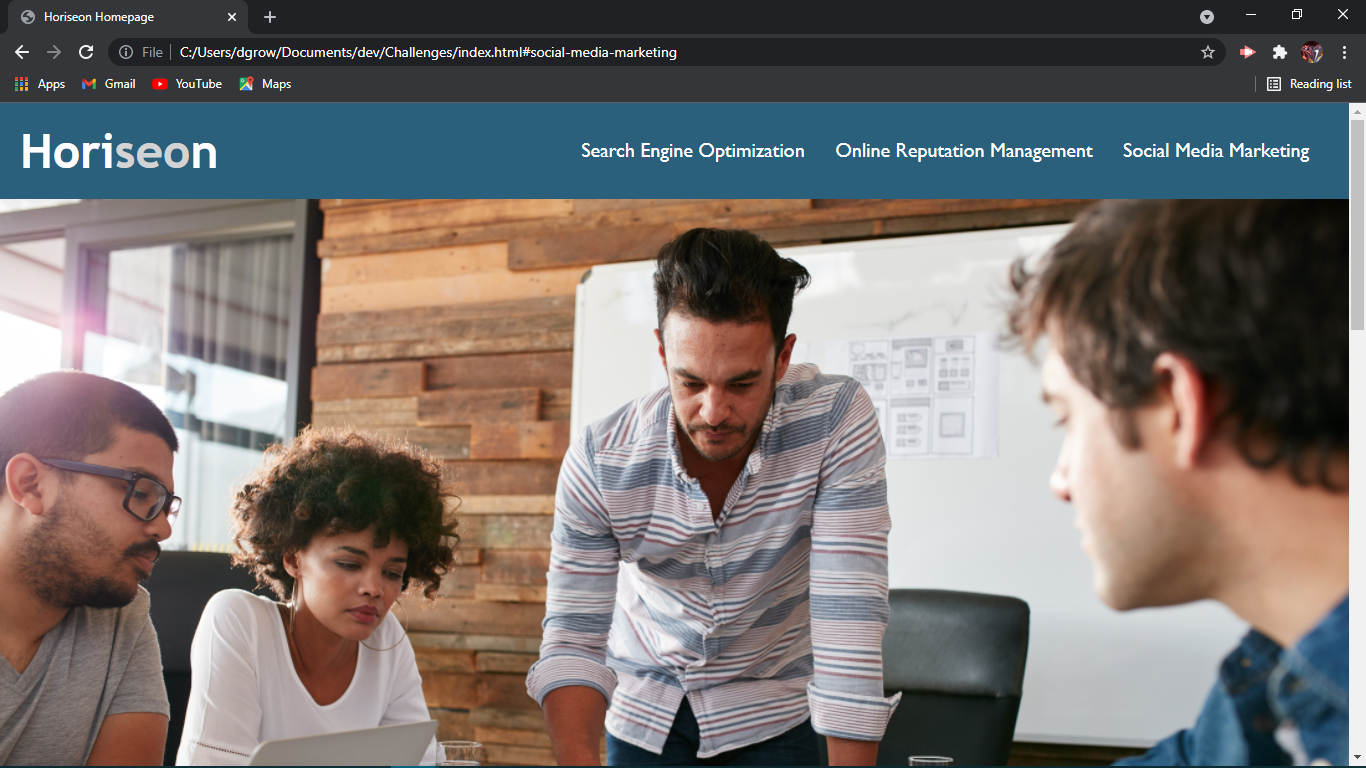 Horiseon Homepage
File C:/Users/dgrow/Documents/dev/Challenges/index.html#social-media-marketing
Apps Gmail YouTube Maps Reading list
Horiseon Search Engine Optimization Online Reputation Management Social Media Marketing